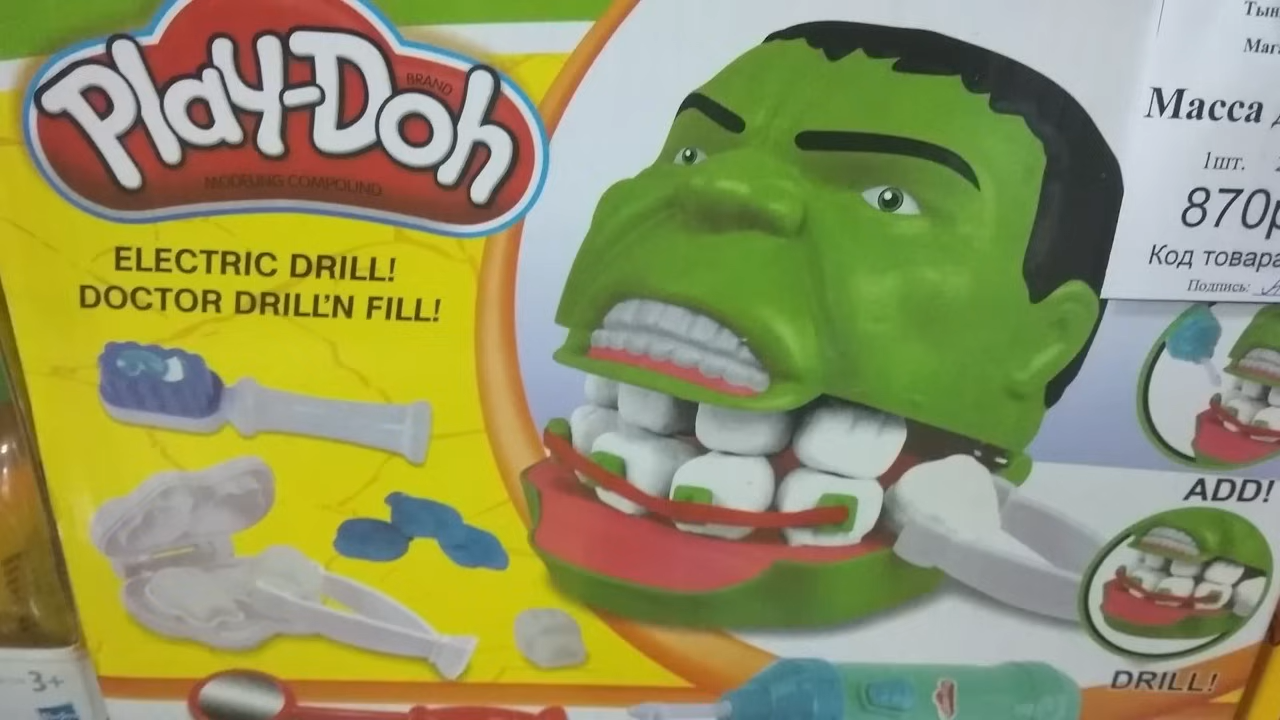 Play-Doh
BRAND
MODELING COMPOUND
ELECTRIC DRILL!
DOCTOR DRILL'N FILL!
Масса
1шт.
870р
Код товара
Подпись:
ADD!
DRILL!
3+